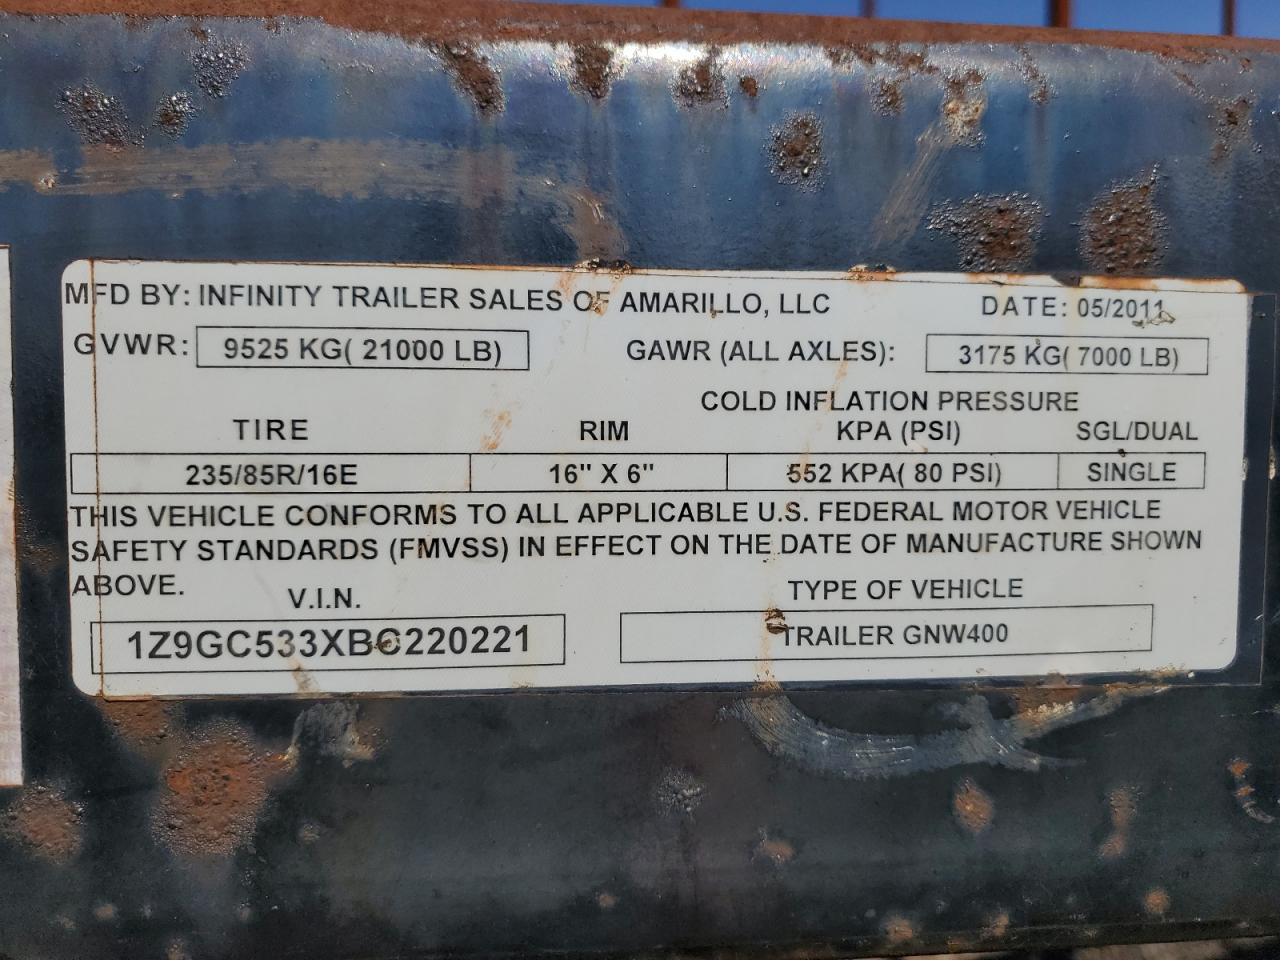 MFD BY: INFINITY TRAILER SALES OF AMARILLO, LLC DATE: 05/2011
GVWR: 9525 KG( 21000 LB) GAWR (ALL AXLES): 3175 KG( 7000 LB)
COLD INFLATION PRESSURE
TIRE RIM KPA (PSI) SGL/DUAL
235/85R/16E 16" X 6" 552 KPA( 80 PSI) SINGLE
THIS VEHICLE CONFORMS TO ALL APPLICABLE U.S. FEDERAL MOTOR VEHICLE
SAFETY STANDARDS (FMVSS) IN EFFECT ON THE DATE OF MANUFACTURE SHOWN
ABOVE.
V.I.N. TYPE OF VEHICLE
1Z9GC533XBC220221 TRAILER GNW400